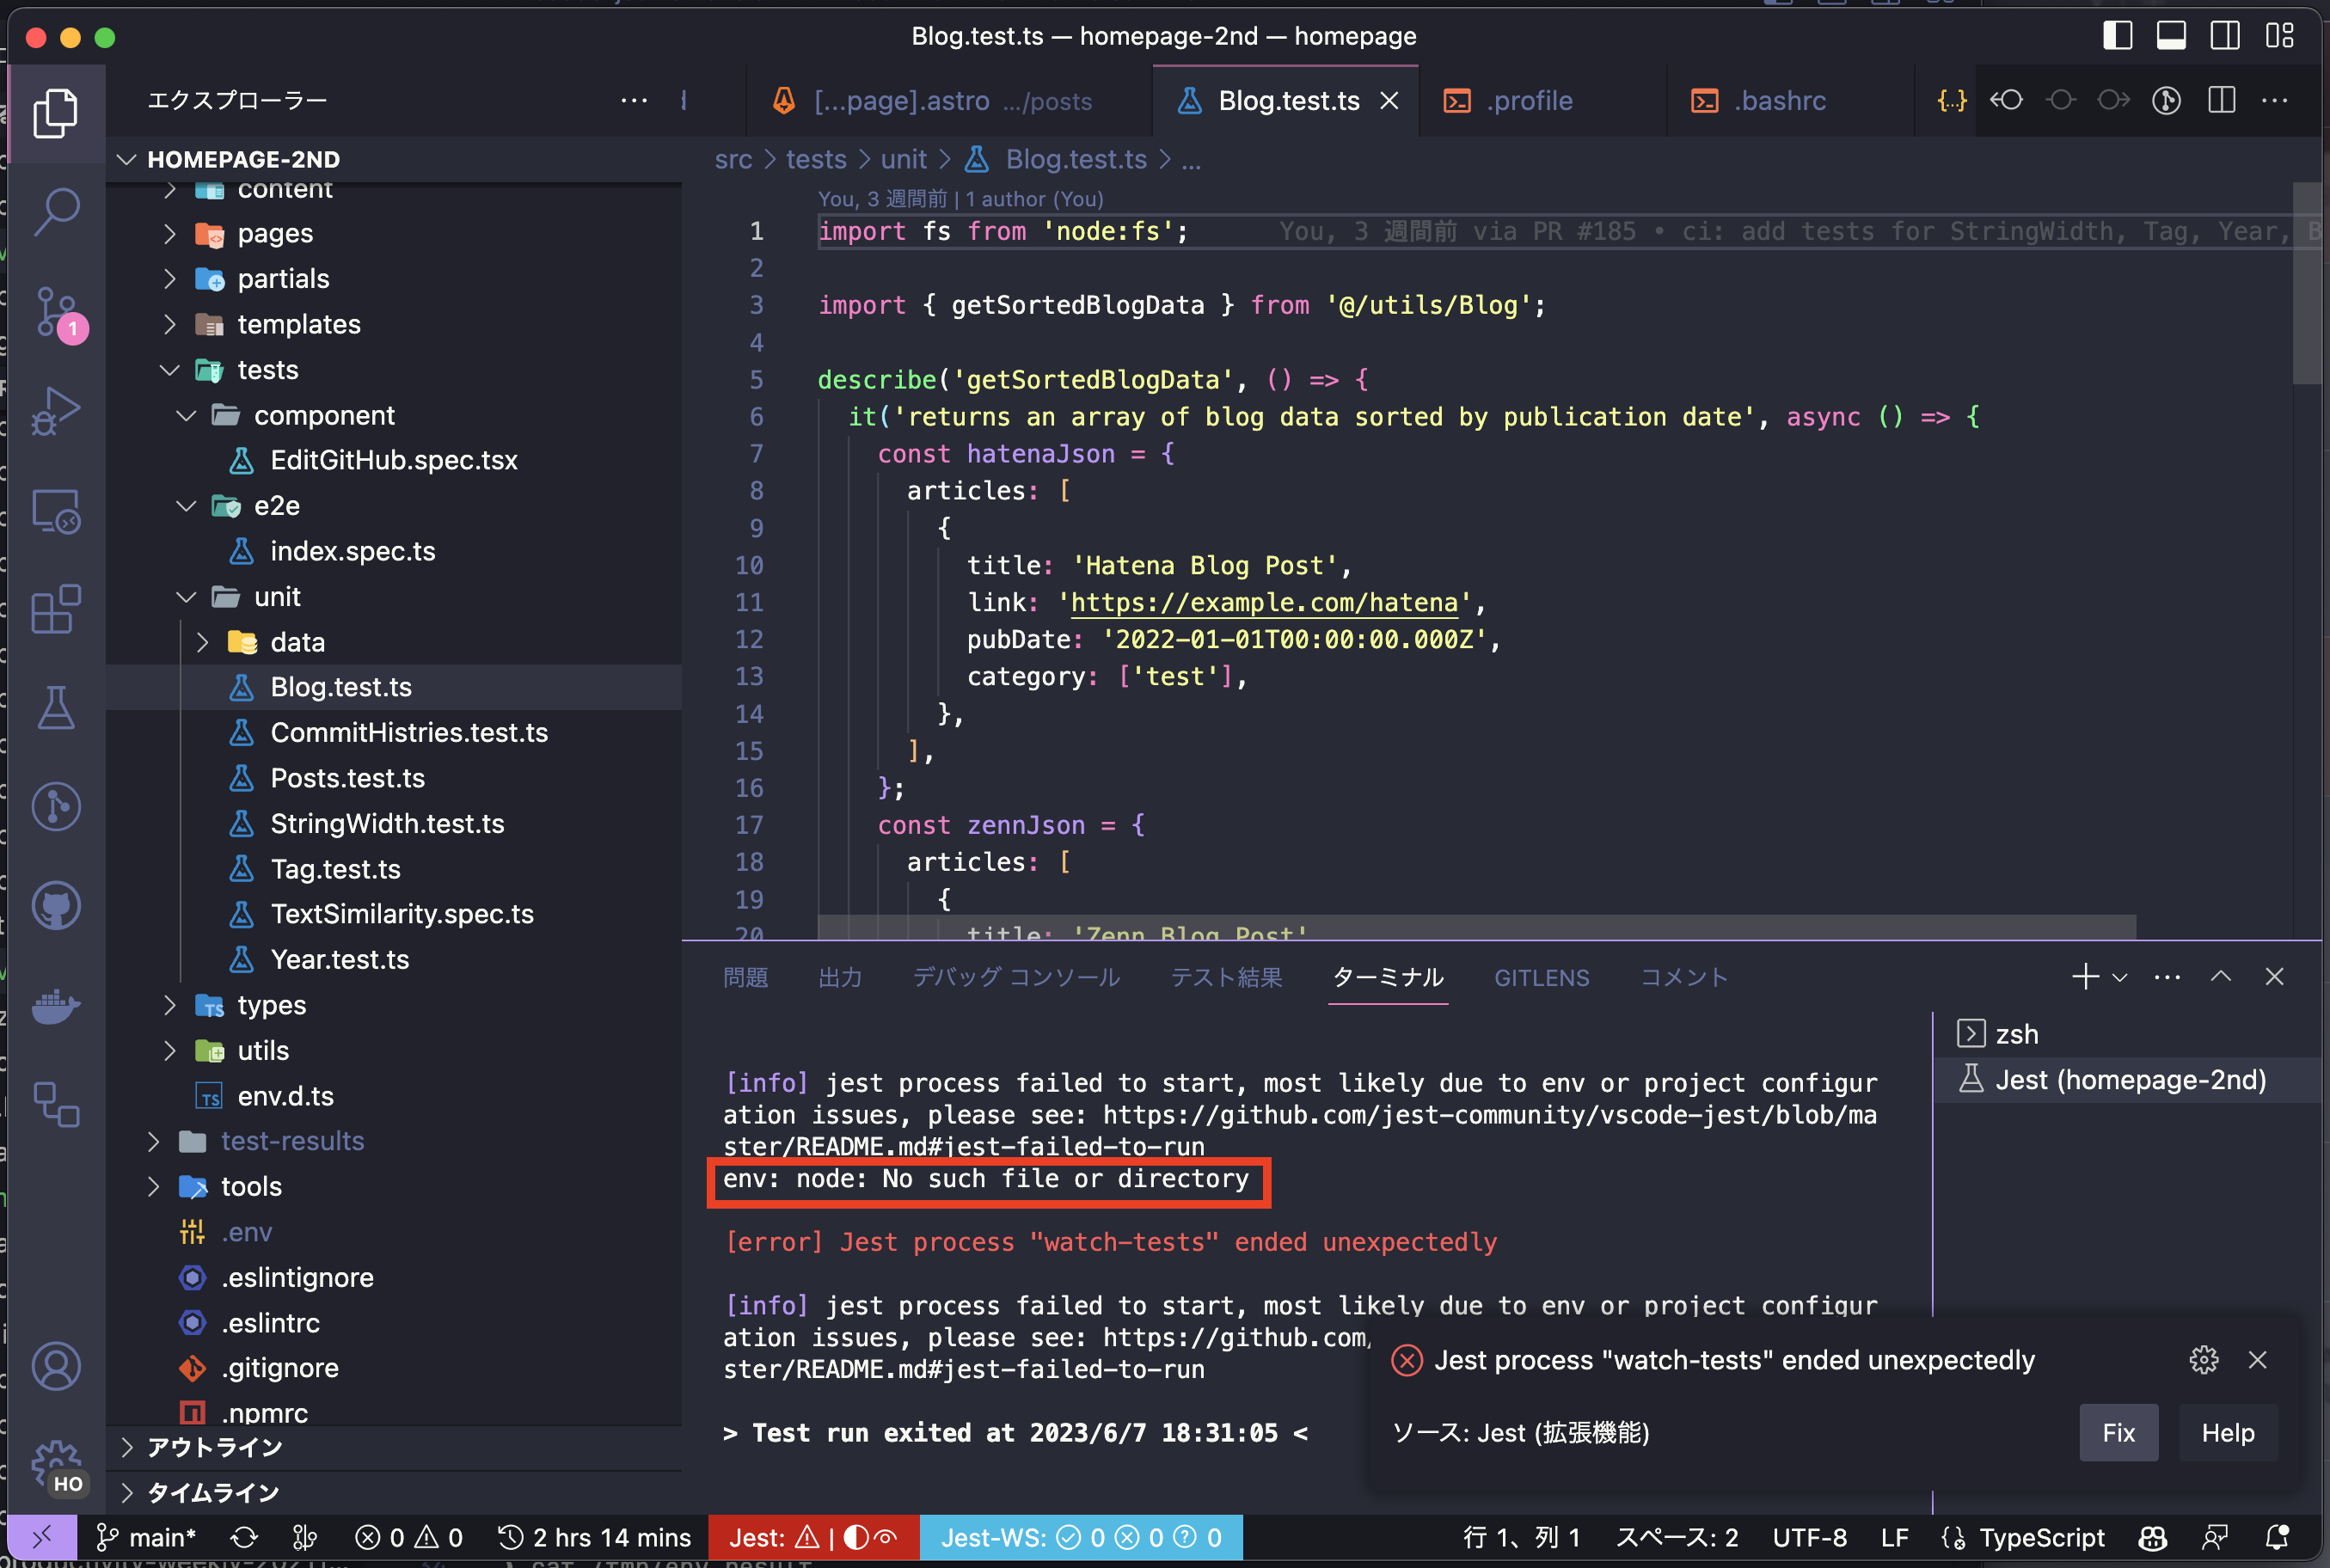 Blog.test.ts — homepage-2nd — homepage
エクスプローラー
[...page].astro .../posts
Blog.test.ts
.profile
.bashrc
HOMEPAGE-2ND
content
pages
partials
templates
tests
component
EditGitHub.spec.tsx
e2e
index.spec.ts
unit
data
Blog.test.ts
CommitHistries.test.ts
Posts.test.ts
StringWidth.test.ts
Tag.test.ts
TextSimilarity.spec.ts
Year.test.ts
types
utils
env.d.ts
test-results
tools
.env
.eslintignore
.eslintrc
.gitignore
.npmrc
アウトライン
タイムライン
1
HO
src > tests > unit > Blog.test.ts > ...
You, 3 週間前 | 1 author (You)
1 import fs from 'node:fs'; You, 3 週間前 via PR #185 • ci: add tests for StringWidth, Tag, Year, B
2
3 import { getSortedBlogData } from '@/utils/Blog';
4
5 describe('getSortedBlogData', () => {
6 it('returns an array of blog data sorted by publication date', async () => {
7 const hatenaJson = {
8 articles: [
9 {
10 title: 'Hatena Blog Post',
11 link: 'https://example.com/hatena',
12 pubDate: '2022-01-01T00:00:00.000Z',
13 category: ['test'],
14 },
15 ],
16 };
17 const zennJson = {
18 articles: [
19 {
20 title: 'Zenn Blog Post'
問題 出力 デバッグ コンソール テスト結果 ターミナル GITLENS コメント
[info] jest process failed to start, most likely due to env or project configur
ation issues, please see: https://github.com/jest-community/vscode-jest/blob/ma
ster/README.md#jest-failed-to-run
env: node: No such file or directory
[error] Jest process "watch-tests" ended unexpectedly
[info] jest process failed to start, most likely due to env or project configur
ation issues, please see: https://github.com/
ster/README.md#jest-failed-to-run
> Test run exited at 2023/6/7 18:31:05 <
zsh
Jest (homepage-2nd)
Jest process "watch-tests" ended unexpectedly
ソース: Jest (拡張機能)
Fix
Help
main* 0 0 2 hrs 14 mins Jest: | Jest-WS: 0 0 0 行 1、列 1 スペース: 2 UTF-8 LF TypeScript